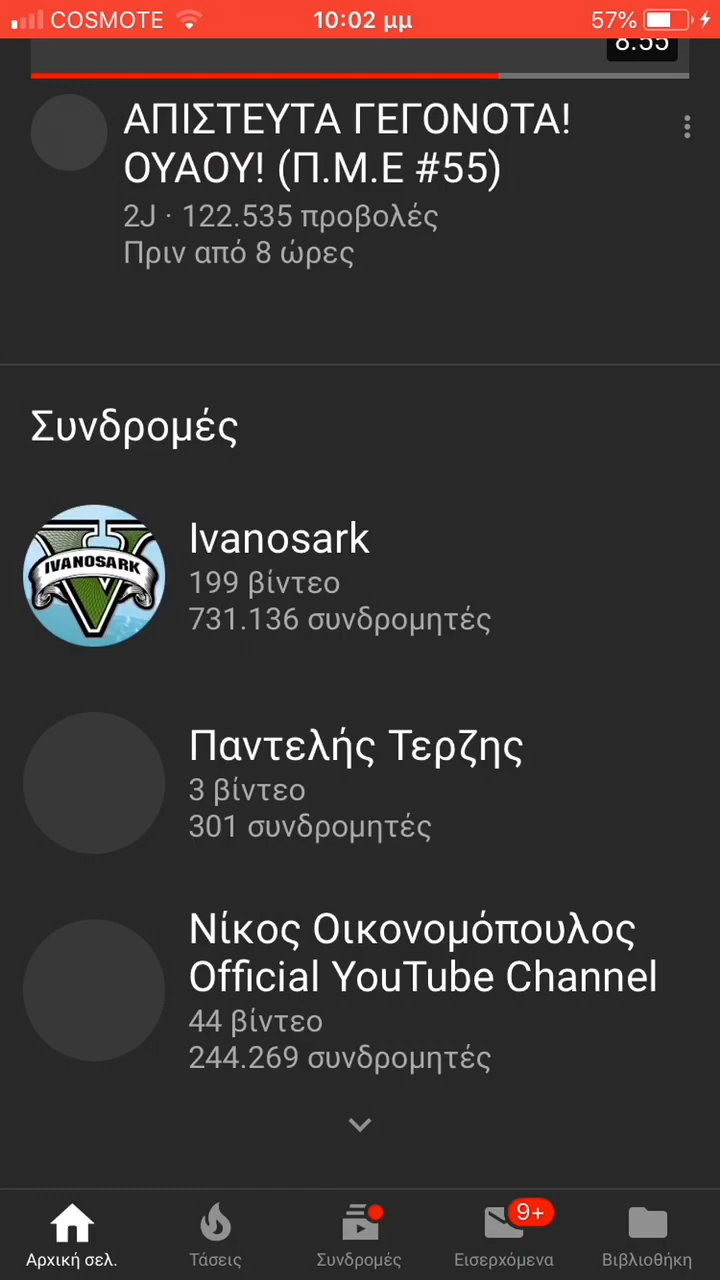 COSMOTE 10:02 μμ 57%
8:55
ΑΠΙΣΤΕΥΤΑ ΓΕΓΟΝΟΤΑ!
ΟΥΑΟΥ! (Π.Μ.Ε #55)
2J · 122.535 προβολές
Πριν από 8 ώρες
Συνδρομές
IVANOSARK
Ivanosark
199 βίντεο
731.136 συνδρομητές
Παντελής Τερζης
3 βίντεο
301 συνδρομητές
Νίκος Οικονομόπουλος
Official YouTube Channel
44 βίντεο
244.269 συνδρομητές
9+
Αρχική σελ. Τάσεις Συνδρομές Εισερχόμενα Βιβλιοθήκη